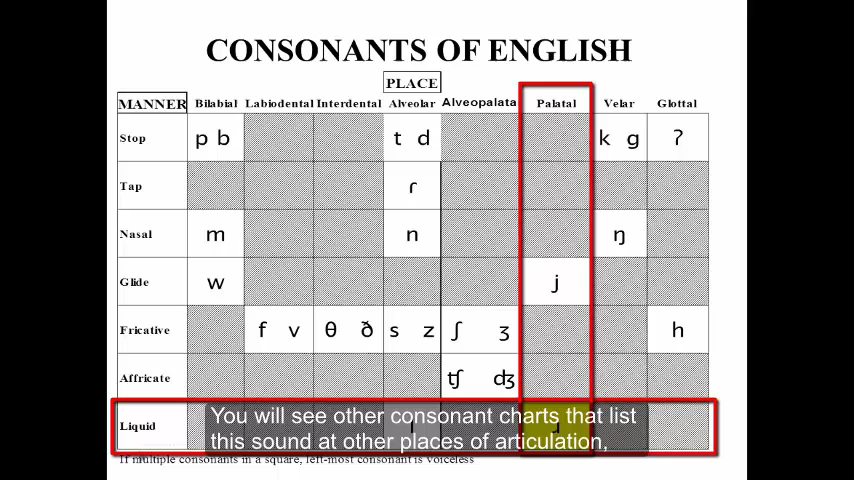 CONSONANTS OF ENGLISH
PLACE
MANNER Bilabial Labiodental Interdental Alveolar Alveopalata Palatal Velar Glottal
Stop p b t d k g ʔ
Tap ɾ
Nasal m n ŋ
Glide w j
Fricative f v θ ð s z ʃ ʒ h
Affricate tʃ dʒ
Liquid
You will see other consonant charts that list
this sound at other places of articulation,
If multiple consonants in a square, left-most consonant is voiceless